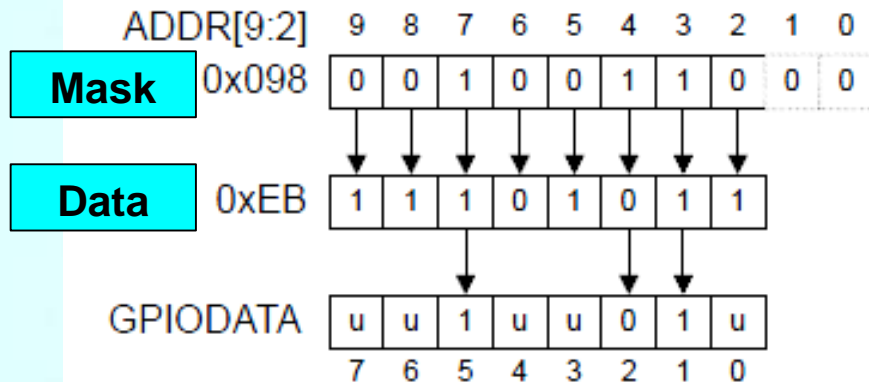 ADDR[9:2] 9 8 7 6 5 4 3 2 1 0
Mask 0x098 0 0 1 0 0 1 1 0 0 0
Data 0xEB 1 1 1 0 1 0 1 1
GPIODATA u u 1 u u 0 1 u
7 6 5 4 3 2 1 0